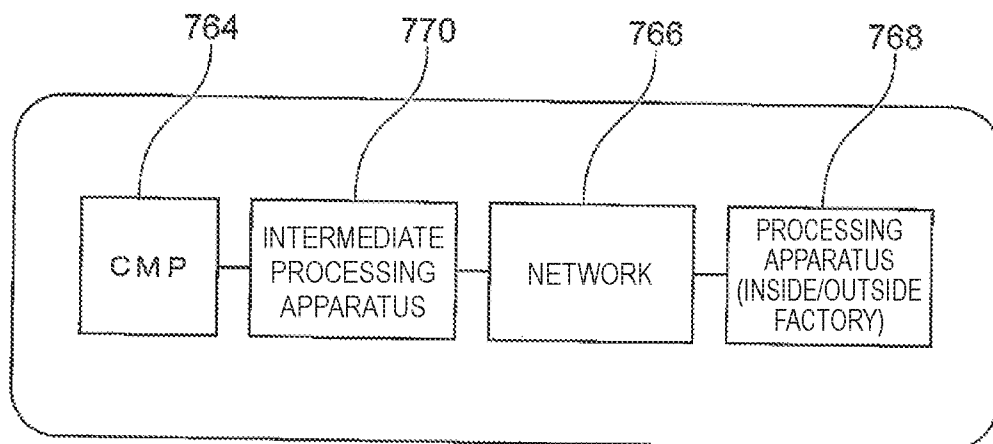 764
770
766
768
CMP
INTERMEDIATE
PROCESSING
APPARATUS
NETWORK
PROCESSING
APPARATUS
(INSIDE/OUTSIDE
FACTORY)